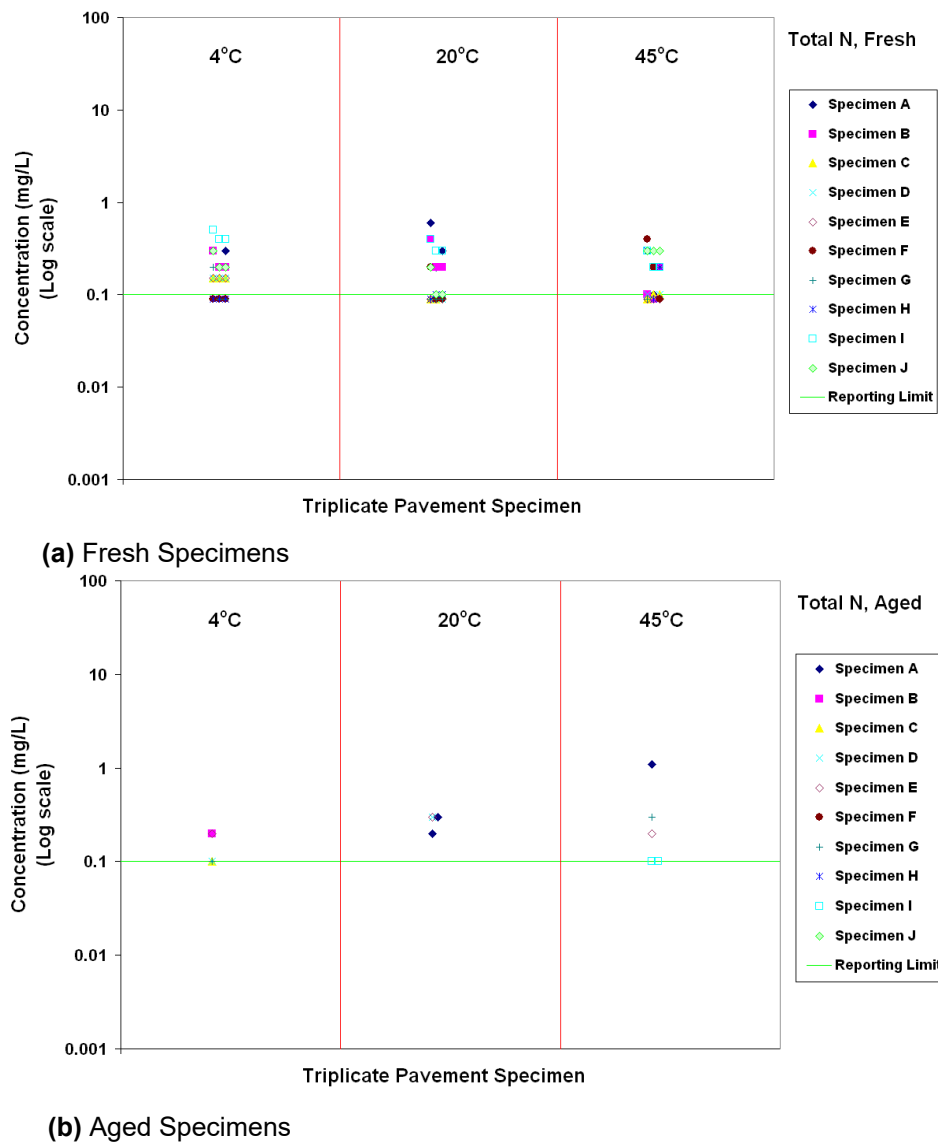 100
10
1
0.1
0.01
0.001
Concentration (mg/L)
(Log scale)
4°C
20°C
45°C
Triplicate Pavement Specimen
Total N, Fresh
Specimen A
Specimen B
Specimen C
Specimen D
Specimen E
Specimen F
Specimen G
Specimen H
Specimen I
Specimen J
Reporting Limit
(a) Fresh Specimens
100
10
1
0.1
0.01
0.001
Concentration (mg/L)
(Log scale)
4°C
20°C
45°C
Triplicate Pavement Specimen
Total N, Aged
Specimen A
Specimen B
Specimen C
Specimen D
Specimen E
Specimen F
Specimen G
Specimen H
Specimen I
Specimen J
Reporting Limit
(b) Aged Specimens